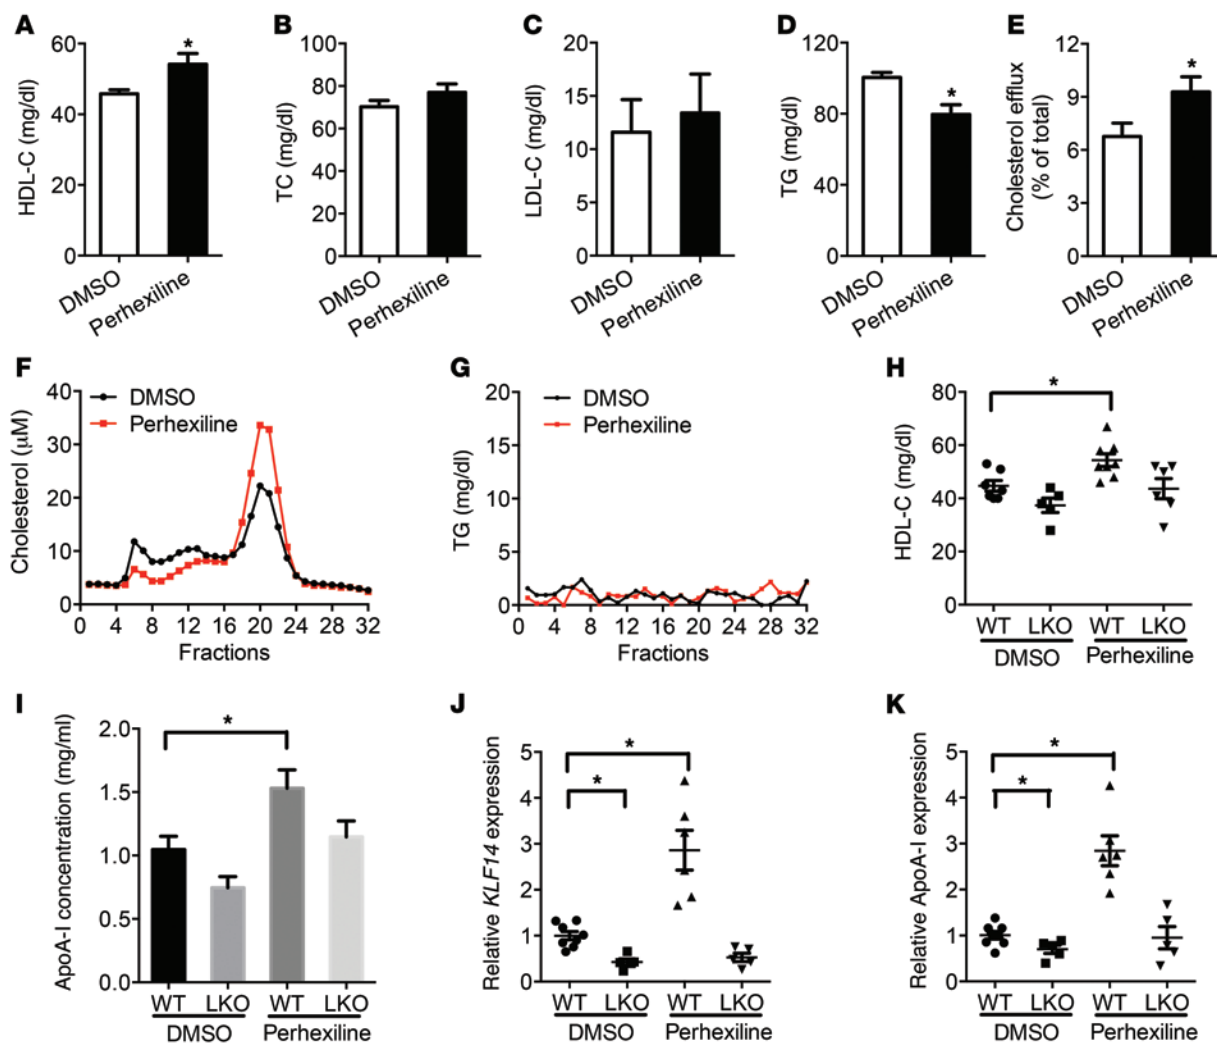 A
HDL-C (mg/dl)
60
40
20
0
*
DMSO
Perhexiline
B
TC (mg/dl)
100
80
60
40
20
0
DMSO
Perhexiline
C
LDL-C (mg/dl)
20
15
10
5
0
DMSO
Perhexiline
D
TG (mg/dl)
120
80
40
0
*
DMSO
Perhexiline
E
Cholesterol efflux
(% of total)
12
9
6
3
0
*
DMSO
Perhexiline
F
Cholesterol (μM)
40
30
20
10
0
DMSO
Perhexiline
0 4 8 12 16 20 24 28 32
Fractions
G
TG (mg/dl)
20
15
10
5
0
DMSO
Perhexiline
0 4 8 12 16 20 24 28 32
Fractions
H
HDL-C (mg/dl)
80
60
40
20
0
*
WT LKO WT LKO
DMSO Perhexiline
I
ApoA-I concentration (mg/ml)
2.0
1.5
1.0
0.5
0.0
*
WT LKO WT LKO
DMSO Perhexiline
J
Relative KLF14 expression
5
4
3
2
1
0
*
*
WT LKO WT LKO
DMSO Perhexiline
K
Relative ApoA-I expression
5
4
3
2
1
0
*
*
WT LKO WT LKO
DMSO Perhexiline